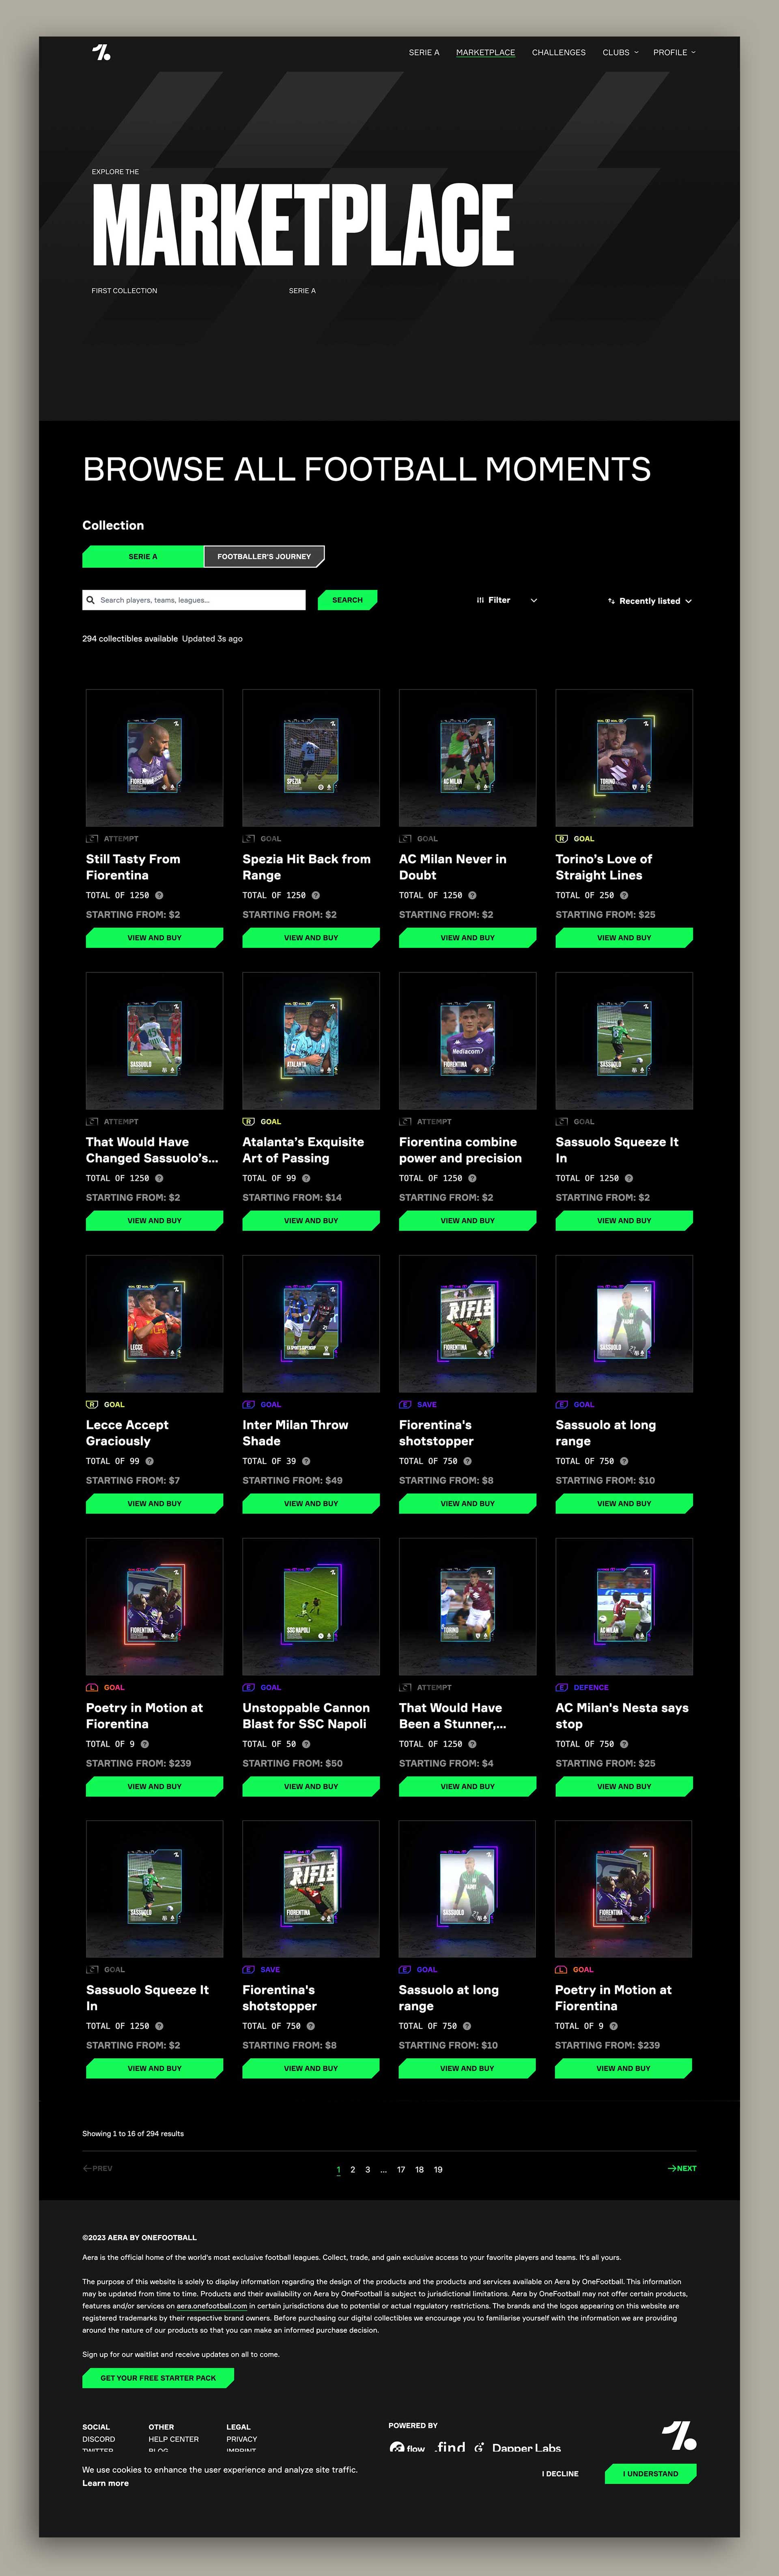 SERIE A MARKETPLACE CHALLENGES CLUBS PROFILE
EXPLORE THE
MARKETPLACE
FIRST COLLECTION SERIE A
BROWSE ALL FOOTBALL MOMENTS
Collection
SERIE A FOOTBALLER'S JOURNEY
Search players, teams, leagues... SEARCH Filter Recently listed
294 collectibles available Updated 3s ago
FIORENTINA SPEZIA AC MILAN TORINO
ATTEMPT GOAL GOAL R GOAL
Still Tasty From Spezia Hit Back from AC Milan Never in Torino's Love of
Fiorentina Range Doubt Straight Lines
TOTAL OF 1250 ? TOTAL OF 1250 ? TOTAL OF 1250 ? TOTAL OF 250 ?
STARTING FROM: $2 STARTING FROM: $2 STARTING FROM: $2 STARTING FROM: $25
VIEW AND BUY VIEW AND BUY VIEW AND BUY VIEW AND BUY
SASSUOLO ATALANTA Mediacom FIORENTINA SASSUOLO
ATTEMPT R GOAL ATTEMPT GOAL
That Would Have Atalanta's Exquisite Fiorentina combine Sassuolo Squeeze It
Changed Sassuolo's... Art of Passing power and precision In
TOTAL OF 1250 ? TOTAL OF 99 ? TOTAL OF 1250 ? TOTAL OF 1250 ?
STARTING FROM: $2 STARTING FROM: $14 STARTING FROM: $2 STARTING FROM: $2
VIEW AND BUY VIEW AND BUY VIEW AND BUY VIEW AND BUY
LECCE RIFLE FIORENTINA SASSUOLO
R GOAL E GOAL E SAVE E GOAL
Lecce Accept Inter Milan Throw Fiorentina's Sassuolo at long
Graciously Shade shotstopper range
TOTAL OF 99 ? TOTAL OF 39 ? TOTAL OF 750 ? TOTAL OF 750 ?
STARTING FROM: $7 STARTING FROM: $49 STARTING FROM: $8 STARTING FROM: $10
VIEW AND BUY VIEW AND BUY VIEW AND BUY VIEW AND BUY
FIORENTINA SSC NAPOLI TORINO AC MILAN
L GOAL E GOAL ATTEMPT E DEFENCE
Poetry in Motion at Unstoppable Cannon That Would Have AC Milan's Nesta says
Fiorentina Blast for SSC Napoli Been a Stunner,... stop
TOTAL OF 9 ? TOTAL OF 50 ? TOTAL OF 1250 ? TOTAL OF 750 ?
STARTING FROM: $239 STARTING FROM: $50 STARTING FROM: $4 STARTING FROM: $25
VIEW AND BUY VIEW AND BUY VIEW AND BUY VIEW AND BUY
SASSUOLO RIFLE FIORENTINA SASSUOLO FIORENTINA
GOAL E SAVE E GOAL L GOAL
Sassuolo Squeeze It Fiorentina's Sassuolo at long Poetry in Motion at
In shotstopper range Fiorentina
TOTAL OF 1250 ? TOTAL OF 750 ? TOTAL OF 750 ? TOTAL OF 9 ?
STARTING FROM: $2 STARTING FROM: $8 STARTING FROM: $10 STARTING FROM: $239
VIEW AND BUY VIEW AND BUY VIEW AND BUY VIEW AND BUY
Showing 1 to 16 of 294 results
PREV 1 2 3 ... 17 18 19 NEXT
©2023 AERA BY ONEFOOTBALL
Aera is the official home of the world's most exclusive football leagues. Collect, trade, and gain exclusive access to your favorite players and teams. It's all yours.
The purpose of this website is solely to display information regarding the design of the products and the products and services available on Aera by OneFootball. This information
may be updated from time to time. Products and their availability on Aera by OneFootball is subject to jurisdictional limitations. Aera by OneFootball may not offer certain products,
features and/or services on aera.onefootball.com in certain jurisdictions due to potential or actual regulatory restrictions. The brands and the logos appearing on this website are
registered trademarks by their respective brand owners. Before purchasing our digital collectibles we encourage you to familiarise yourself with the information we are providing
around the nature of our products so that you can make an informed purchase decision.
Sign up for our waitlist and receive updates on all to come.
GET YOUR FREE STARTER PACK
SOCIAL OTHER LEGAL POWERED BY
DISCORD HELP CENTER PRIVACY
TWITTER BLOG IMPRINT flow .find Dapper Labs
We use cookies to enhance the user experience and analyze site traffic.
Learn more
I DECLINE I UNDERSTAND